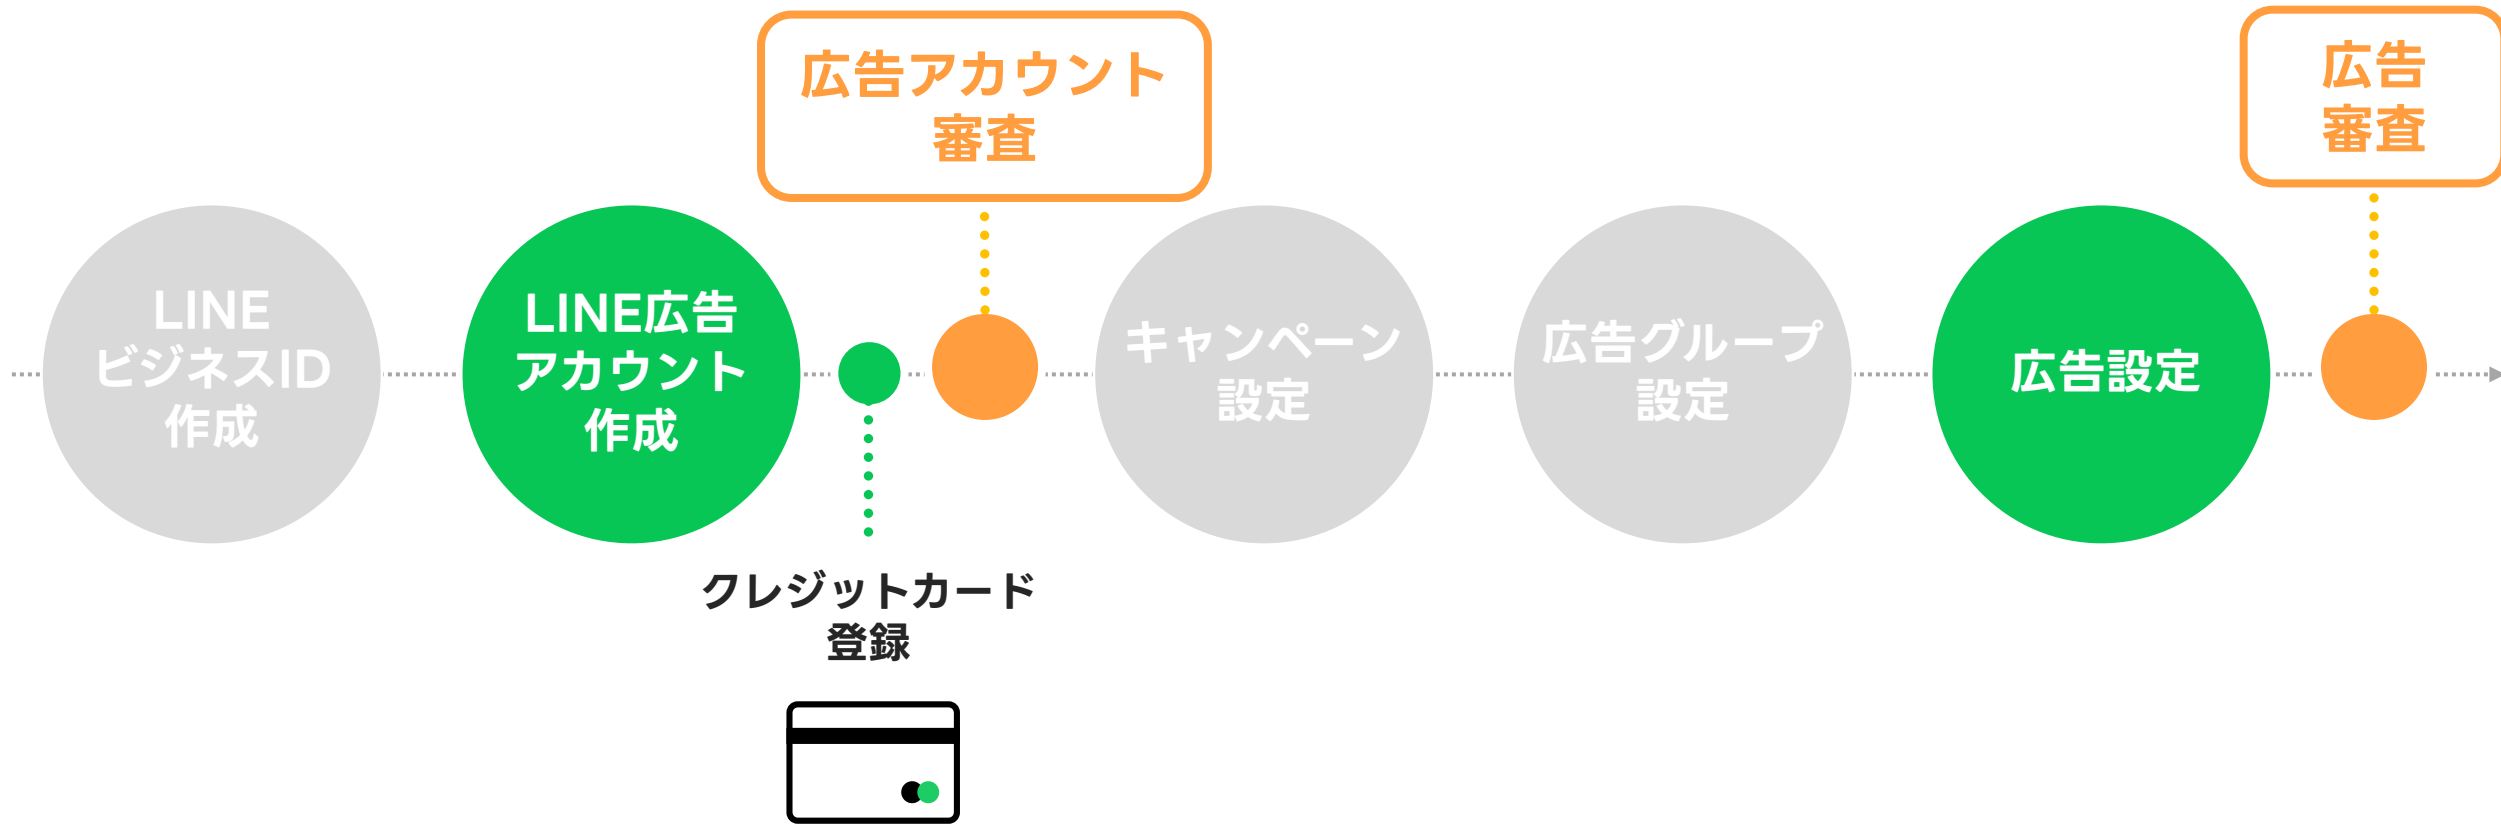 広告アカウント
審査
広告
審査
LINE
ビジネスID
作成
LINE広告
アカウント
作成
キャンペーン
設定
広告グループ
設定
広告設定
クレジットカード
登録